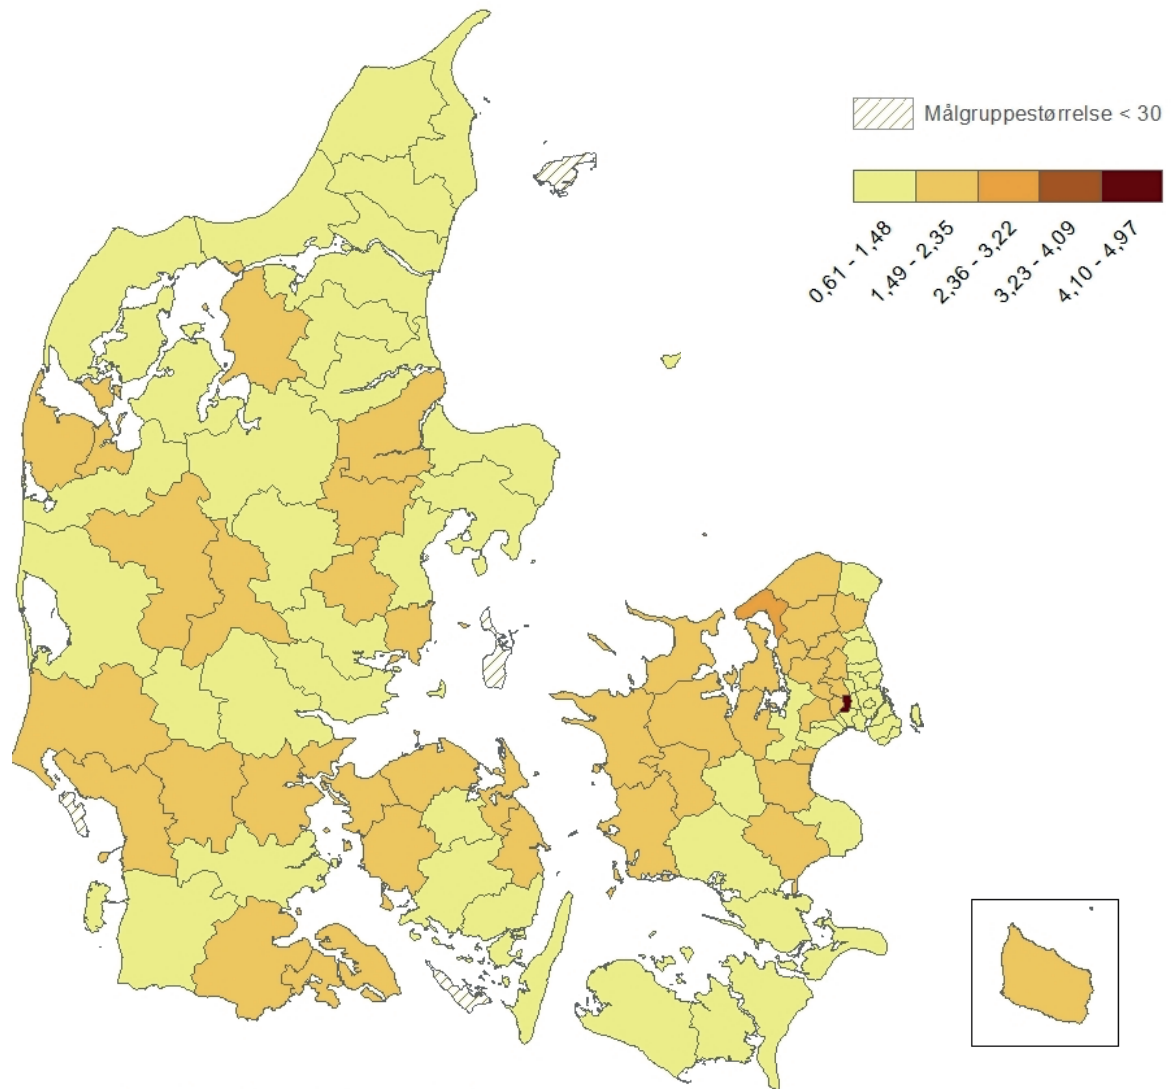 Målgruppestørrelse < 30
0,61 - 1,48
1,49 - 2,35
2,36 - 3,22
3,23 - 4,09
4,10 - 4,97